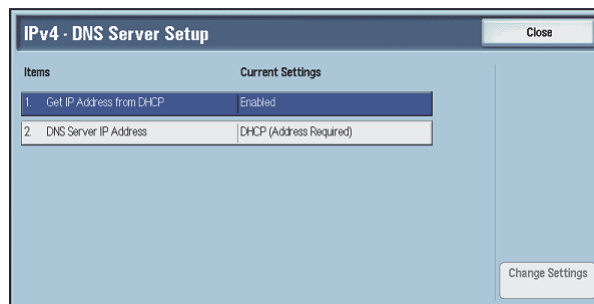 IPv4 - DNS Server Setup
Close
Items Current Settings
1. Get IP Address from DHCP Enabled
2. DNS Server IP Address DHCP (Address Required)
Change Settings